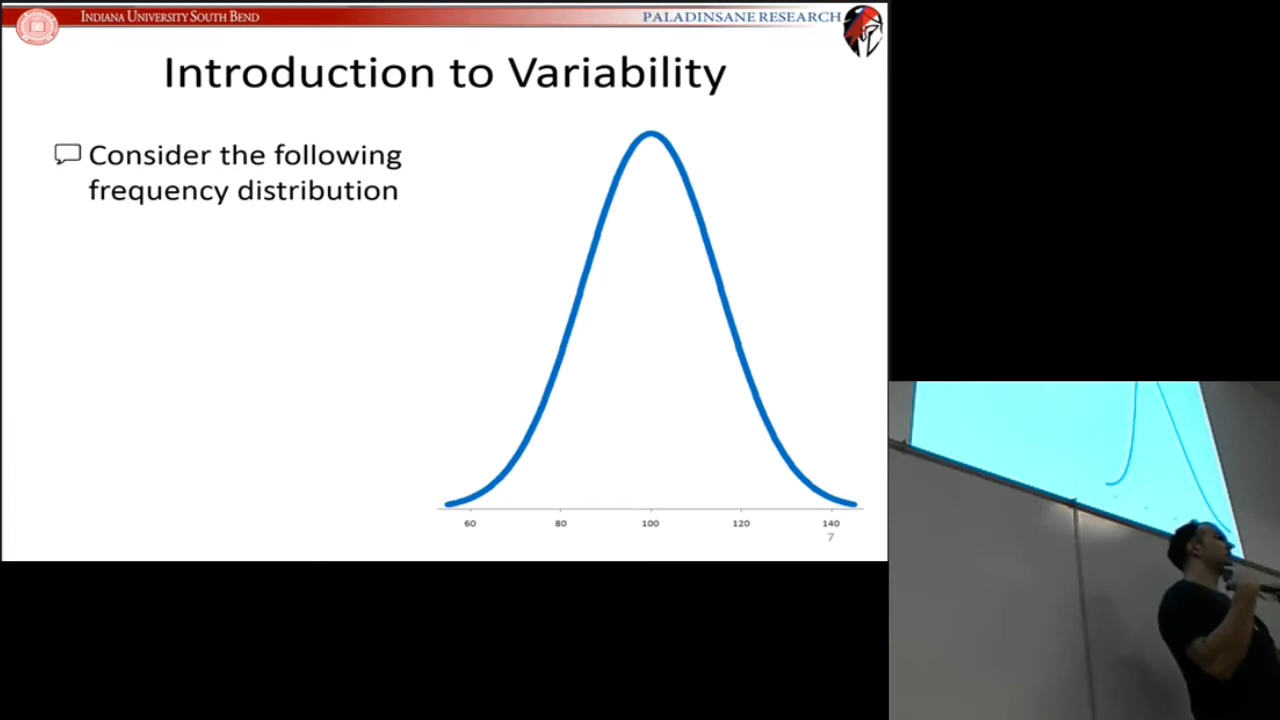 INDIANA UNIVERSITY SOUTH BEND
PALADINSANE RESEARCH
Introduction to Variability
Consider the following
frequency distribution
60 80 100 120 140
7